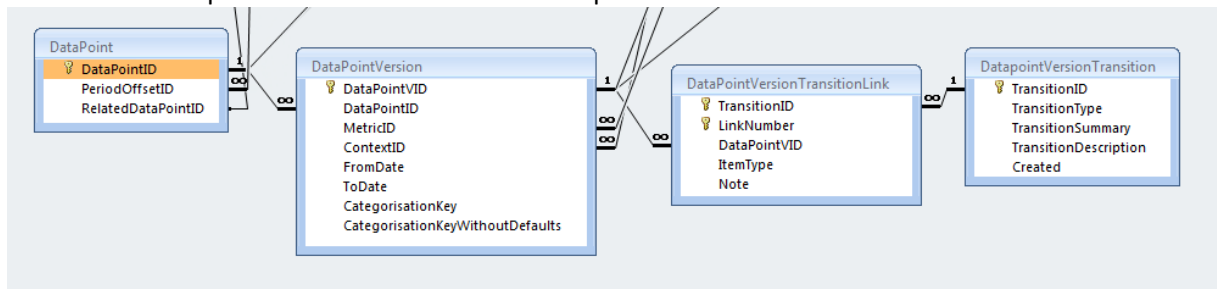 DataPoint
DataPointID
PeriodOffsetID
RelatedDataPointID
1
∞
∞
DataPointVersion
DataPointVID
DataPointID
MetricID
ContextID
FromDate
ToDate
CategorisationKey
CategorisationKeyWithoutDefaults
1
∞
∞
∞
DataPointVersionTransitionLink
TransitionID
LinkNumber
DataPointVID
ItemType
Note
∞
1
DatapointVersionTransition
TransitionID
TransitionType
TransitionSummary
TransitionDescription
Created